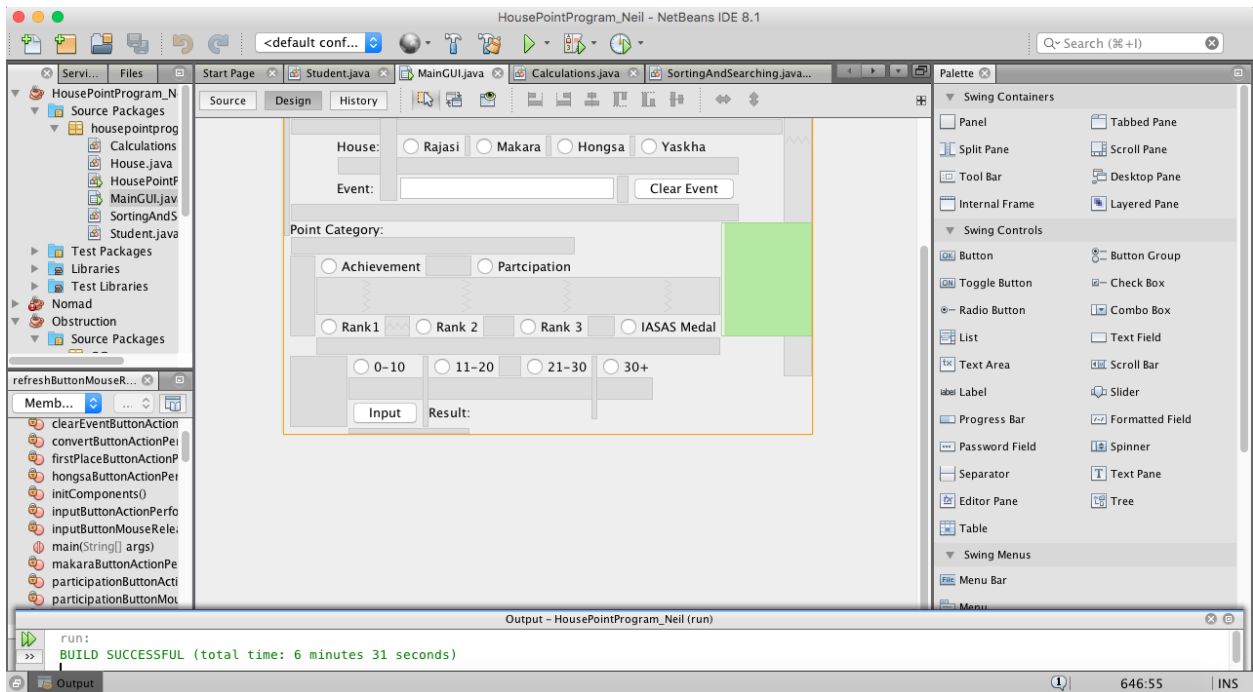 HousePointProgram_Neil - NetBeans IDE 8.1
<default conf...
Search (⌘+I)
Servi... Files
Start Page Student.java MainGUI.java Calculations.java SortingAndSearching.java...
Palette
HousePointProgram_N
Source Packages
housepointprog
Calculations
House.java
HousePointP
MainGUI.jav
SortingAndS
Student.java
Test Packages
Libraries
Test Libraries
Nomad
Obstruction
Source Packages
Source Design History
House: Rajasi Makara Hongsa Yaskha
Event: Clear Event
Point Category:
Achievement Partcipation
Rank1 Rank 2 Rank 3 IASAS Medal
0-10 11-20 21-30 30+
Input Result:
Swing Containers
Panel Tabbed Pane
Split Pane Scroll Pane
Tool Bar Desktop Pane
Internal Frame Layered Pane
Swing Controls
Button Button Group
Toggle Button Check Box
Radio Button Combo Box
List Text Field
Text Area Scroll Bar
Label Slider
Progress Bar Formatted Field
Password Field Spinner
Separator Text Pane
Editor Pane Tree
Table
Swing Menus
Menu Bar
Menu
refreshButtonMouseR...
Memb... ...
clearEventButtonAction
convertButtonActionPer
firstPlaceButtonActionP
hongsaButtonActionPer
initComponents()
inputButtonActionPerfo
inputButtonMouseRelea
main(String[] args)
makaraButtonActionPe
participationButtonActi
participationButtonMou
Output - HousePointProgram_Neil (run)
run:
BUILD SUCCESSFUL (total time: 6 minutes 31 seconds)
Output
1 646:55 INS